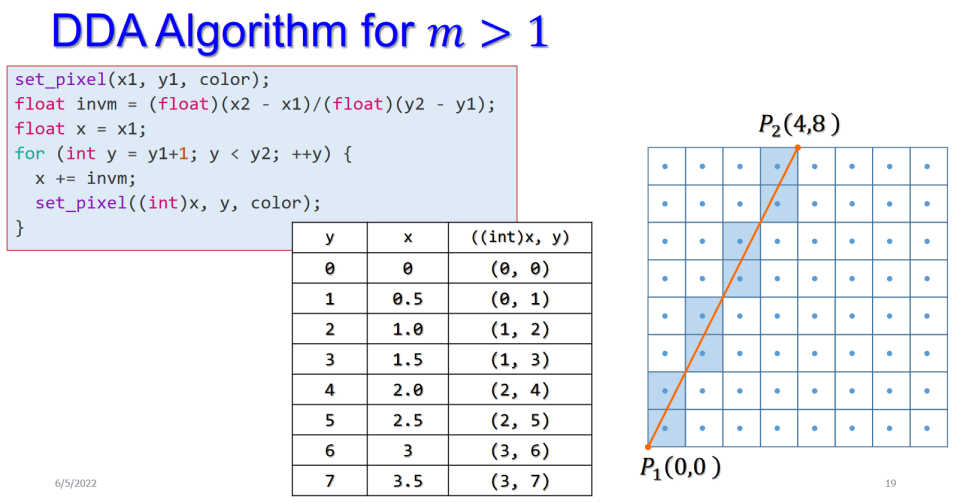 DDA Algorithm for m > 1
set_pixel(x1, y1, color);
float invm = (float)(x2 - x1)/(float)(y2 - y1);
float x = x1;
for (int y = y1+1; y < y2; ++y) {
x += invm;
set_pixel((int)x, y, color);
}
y x ((int)x, y)
0 0 (0, 0)
1 0.5 (0, 1)
2 1.0 (1, 2)
3 1.5 (1, 3)
4 2.0 (2, 4)
5 2.5 (2, 5)
6 3 (3, 6)
7 3.5 (3, 7)
P₂(4,8 )
P₁(0,0 )
6/5/2022
19